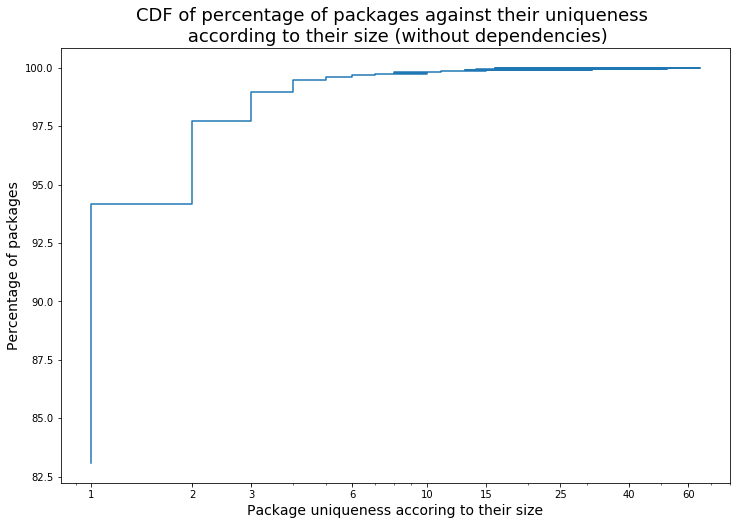 CDF of percentage of packages against their uniqueness
according to their size (without dependencies)
Percentage of packages
100.0
97.5
95.0
92.5
90.0
87.5
85.0
82.5
1 2 3 6 10 15 25 40 60
Package uniqueness accoring to their size